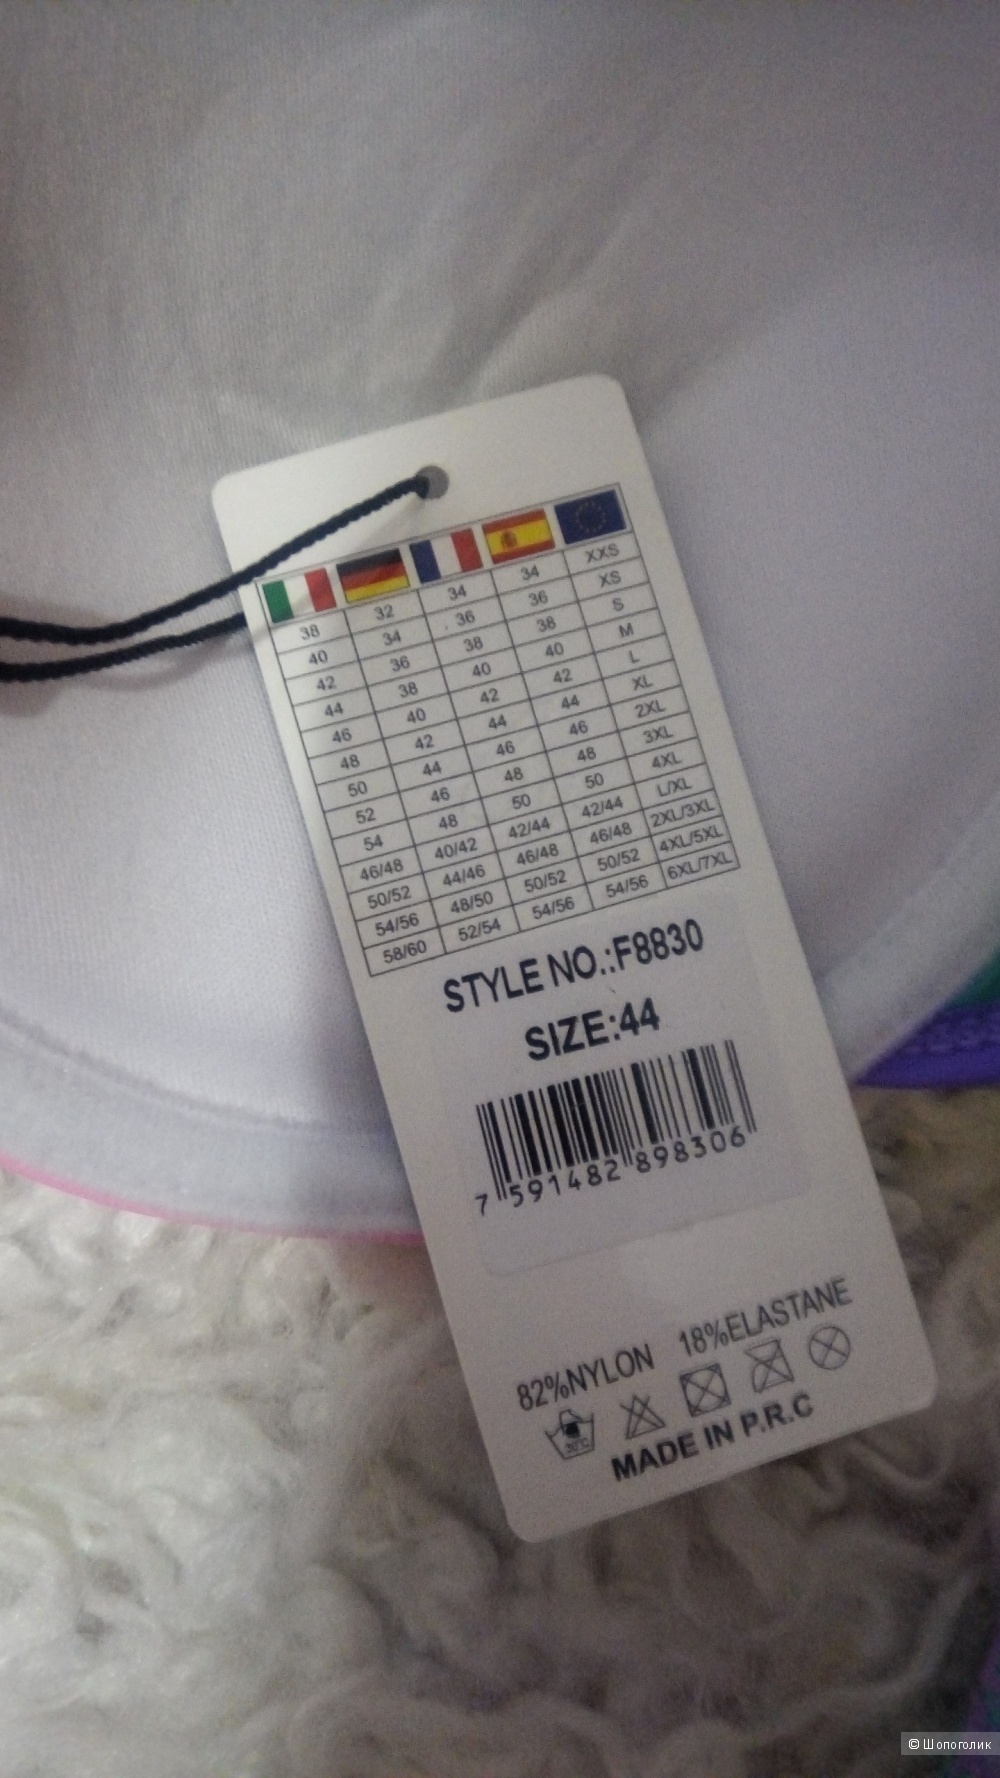 38 32 34 34 XXS
40 34 36 36 XS
42 36 38 38 S
44 38 40 40 M
46 40 42 42 L
48 42 44 44 XL
50 44 46 46 2XL
52 46 48 48 3XL
54 48 50 50 4XL
46/48 40/42 42/44 42/44 L/XL
50/52 44/46 46/48 46/48 2XL/3XL
54/56 48/50 50/52 50/52 4XL/5XL
58/60 52/54 54/56 54/56 6XL/7XL
STYLE NO.:F8830
SIZE:44
7 591482 898306
82%NYLON 18%ELASTANE
30°C
MADE IN P.R.C
© Шопоголик